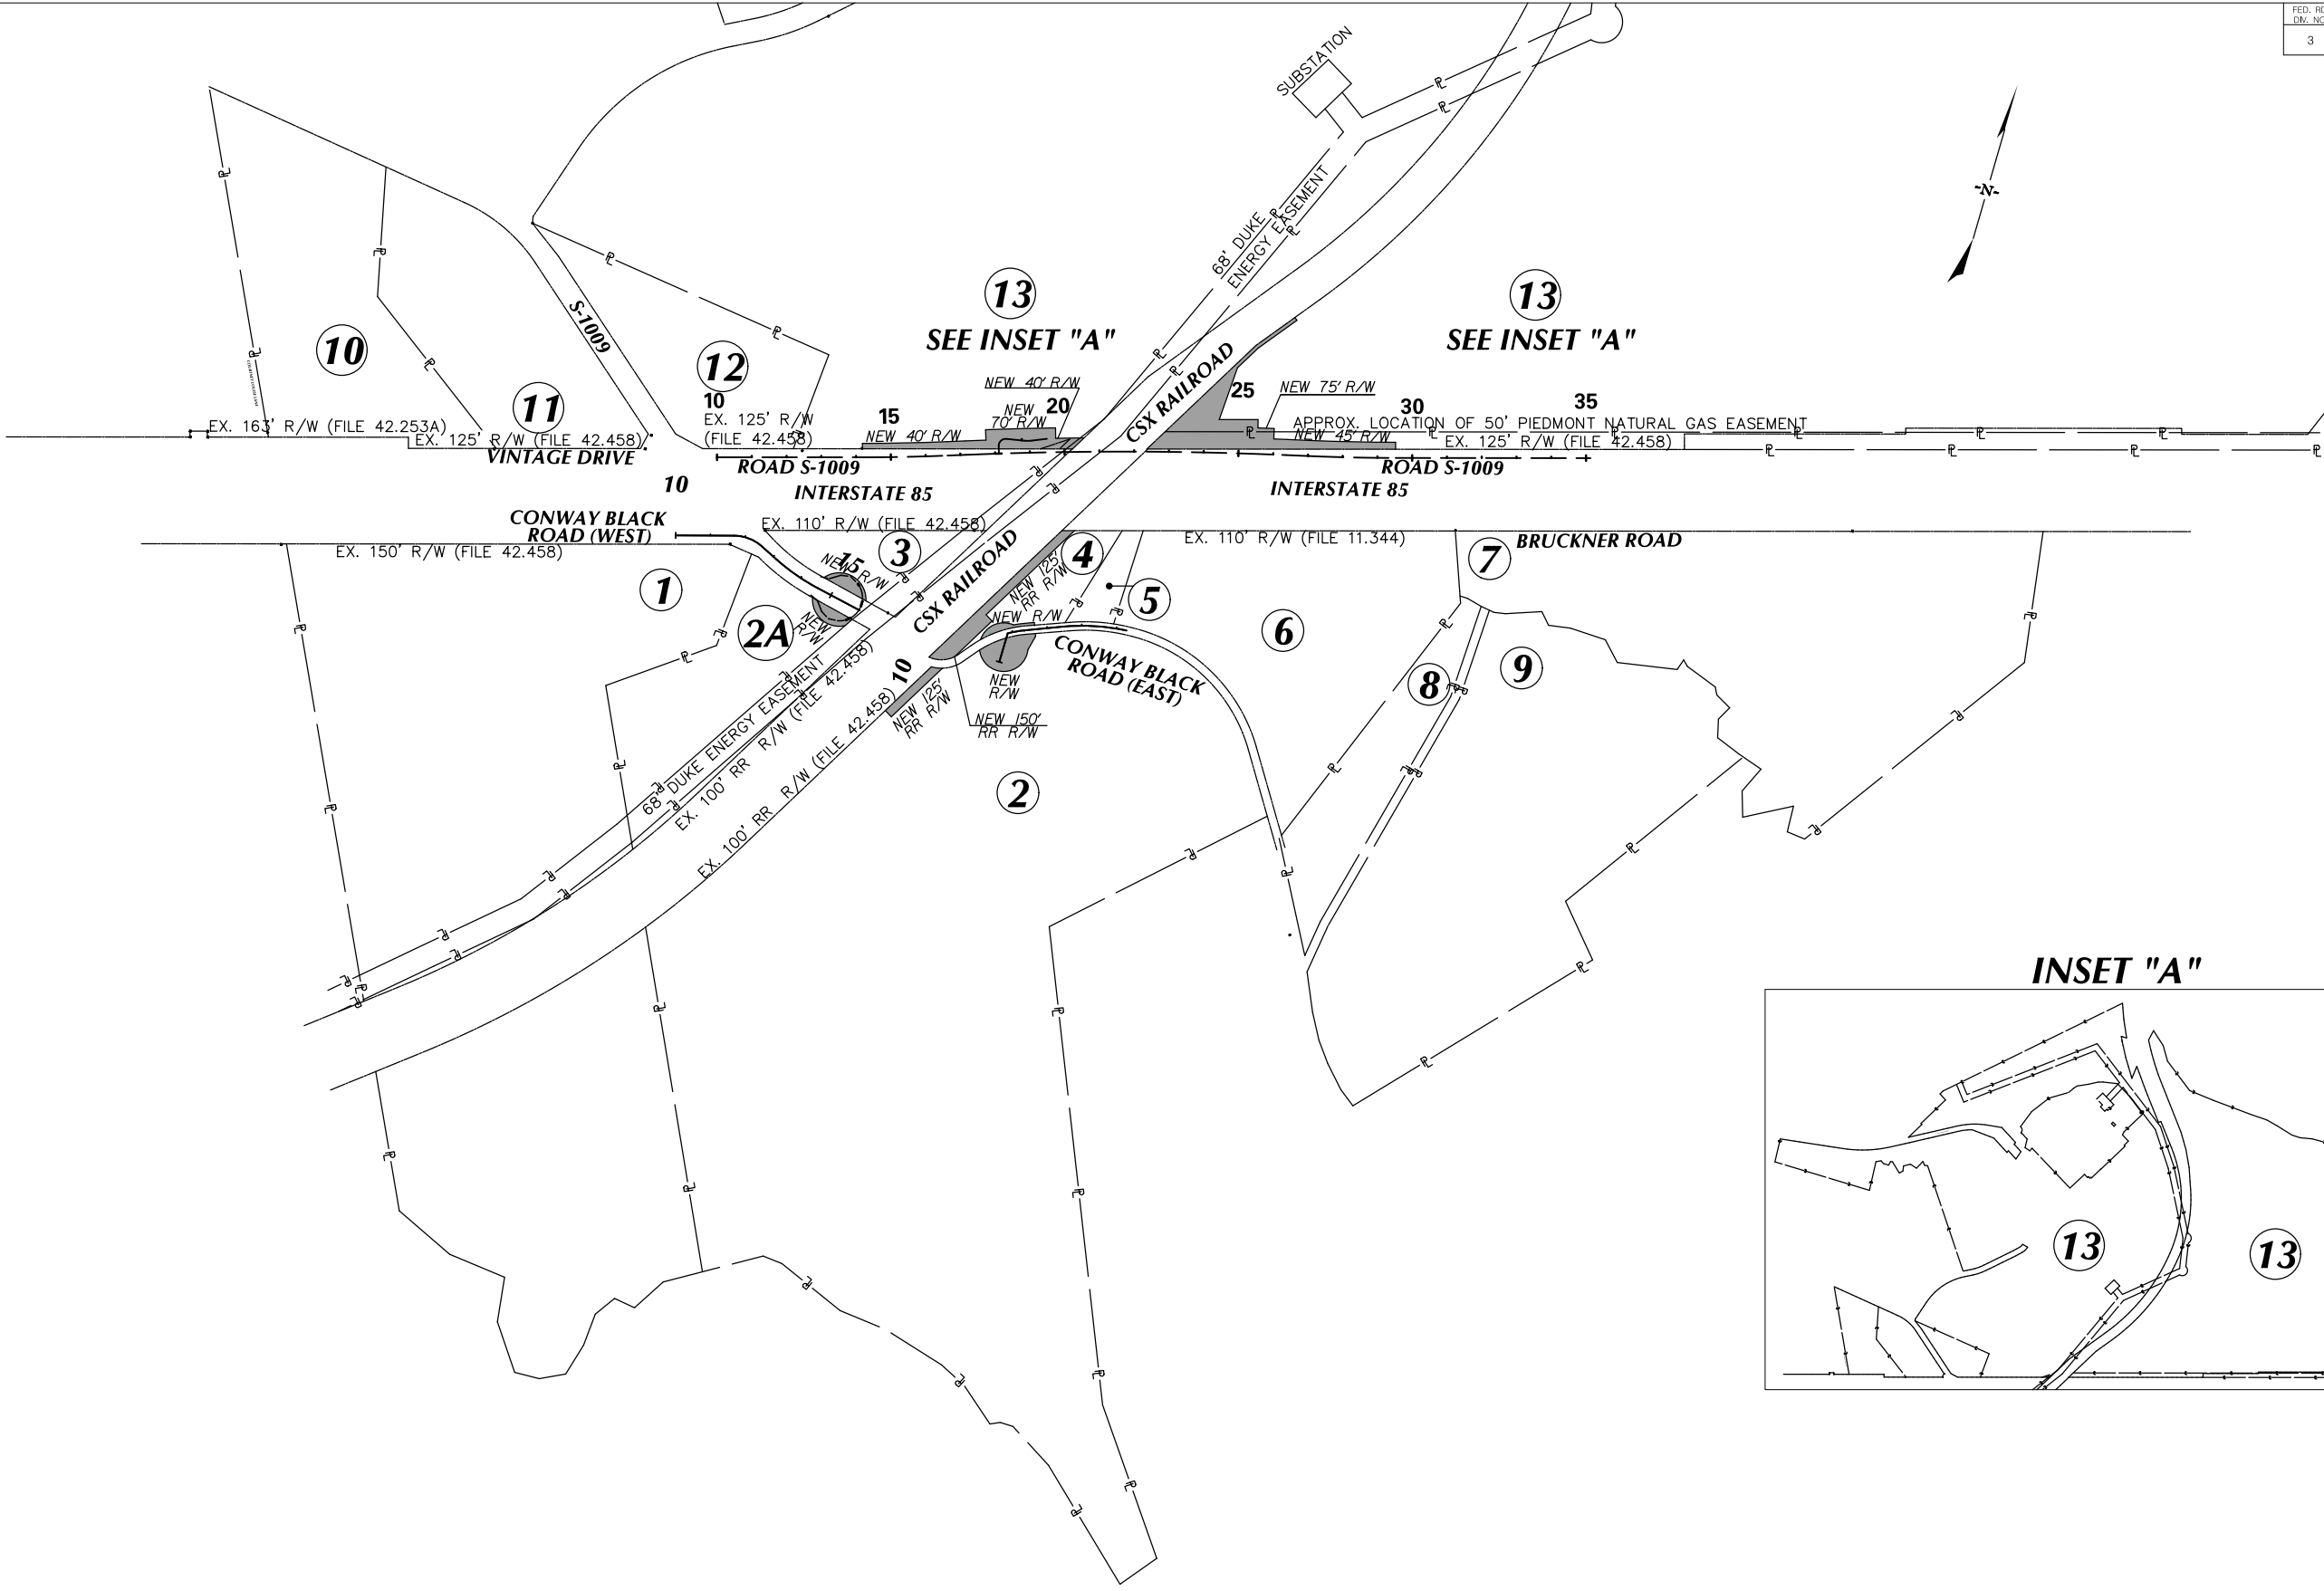 FED. RD
DIV. NO
3
SUBSTATION
68' DUKE
ENERGY EASEMENT
-N-
S-1009
13
SEE INSET "A"
13
SEE INSET "A"
10
11
12
CSX RAILROAD
NEW 40' R/W
NEW
70' R/W
20
25
NEW 75' R/W
30
35
10
EX. 125' R/W
(FILE 42.458)
15
NEW 40' R/W
APPROX. LOCATION OF 50' PIEDMONT NATURAL GAS EASEMENT
NEW 45' R/W
EX. 125' R/W (FILE 42.458)
EX. 163' R/W (FILE 42.253A)
EX. 125' R/W (FILE 42.458)
VINTAGE DRIVE
ROAD S-1009
ROAD S-1009
10
INTERSTATE 85
INTERSTATE 85
CONWAY BLACK
ROAD (WEST)
EX. 110' R/W (FILE 42.458)
EX. 150' R/W (FILE 42.458)
EX. 110' R/W (FILE 11.344)
BRUCKNER ROAD
3
4
7
15
NEW R/W
CSX RAILROAD
NEW 125'
RR R/W
1
5
2A
NEW
R/W
NEW R/W
6
CONWAY BLACK
ROAD (EAST)
10
NEW
R/W
8
9
NEW 125'
RR R/W
NEW 150'
RR R/W
68' DUKE ENERGY EASEMENT
EX. 100' RR R/W (FILE 42.458)
EX. 100' RR R/W (FILE 42.458)
2
INSET "A"
13
13